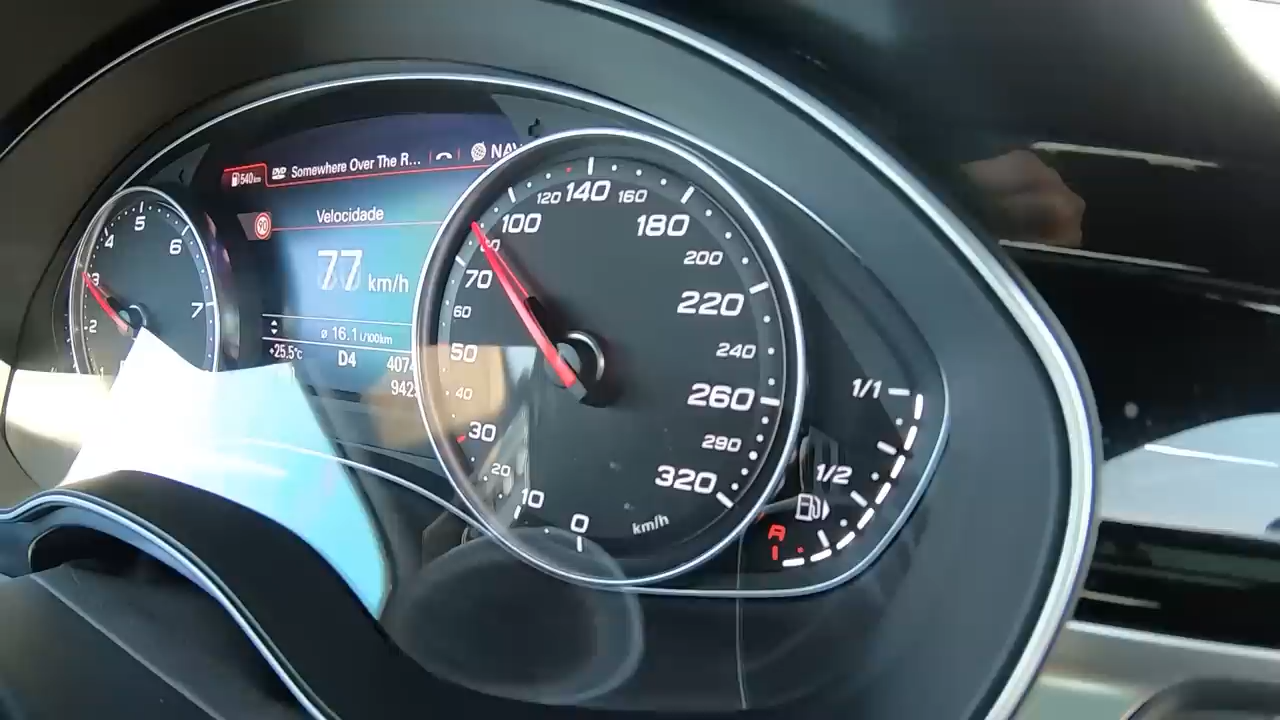 540km DVD Somewhere Over The R... NAV
90 Velocidade
77 km/h
ø 16.1 l/100km
+25.5°C D4 4074
942
1 2 3 4 5 6 7
0 10 20 30 40 50 60 70 100 120 140 160 180 200 220 240 260 290 320
km/h
1/1
1/2